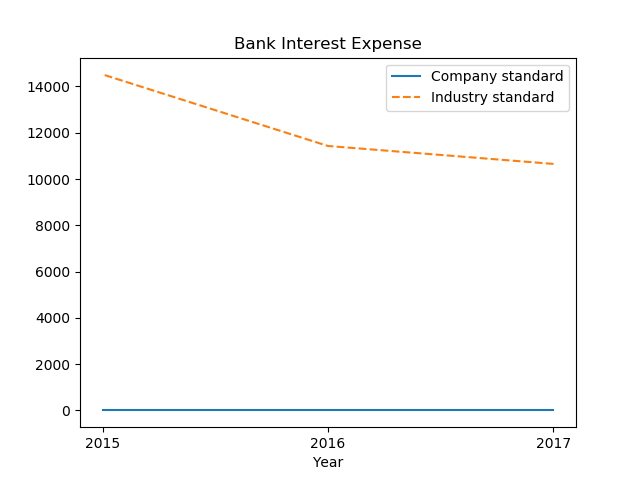 Bank Interest Expense
Company standard
Industry standard
14000
12000
10000
8000
6000
4000
2000
0
2015 2016 2017
Year